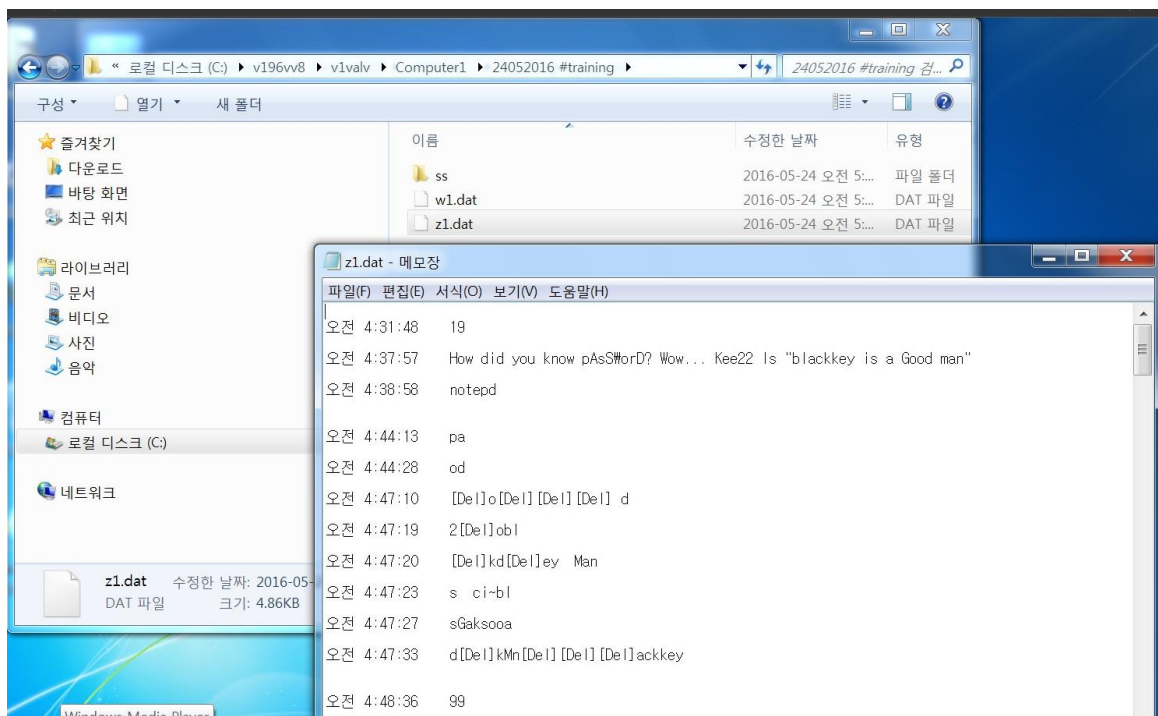 « 로컬 디스크 (C:) ▸ v196vv8 ▸ v1valv ▸ Computer1 ▸ 24052016 #training ▸
24052016 #training 검...
구성 열기 새 폴더
즐겨찾기
다운로드
바탕 화면
최근 위치
라이브러리
문서
비디오
사진
음악
컴퓨터
로컬 디스크 (C:)
네트워크
이름 수정한 날짜 유형
ss 2016-05-24 오전 5:... 파일 폴더
w1.dat 2016-05-24 오전 5:... DAT 파일
z1.dat 2016-05-24 오전 5:... DAT 파일
z1.dat 수정한 날짜: 2016-05-
DAT 파일 크기: 4.86KB
z1.dat - 메모장
파일(F) 편집(E) 서식(O) 보기(V) 도움말(H)
오전 4:31:48 19
오전 4:37:57 How did you know pAsS₩orD? Wow... Kee22 Is "blackkey is a Good man"
오전 4:38:58 notepd
오전 4:44:13 pa
오전 4:44:28 od
오전 4:47:10 [Del]o[Del][Del][Del] d
오전 4:47:19 2[Del]obl
오전 4:47:20 [Del]kd[Del]ey Man
오전 4:47:23 s ci~bl
오전 4:47:27 sGaksooa
오전 4:47:33 d[Del]kMn[Del][Del][Del]ackkey
오전 4:48:36 99
Windows Media Player